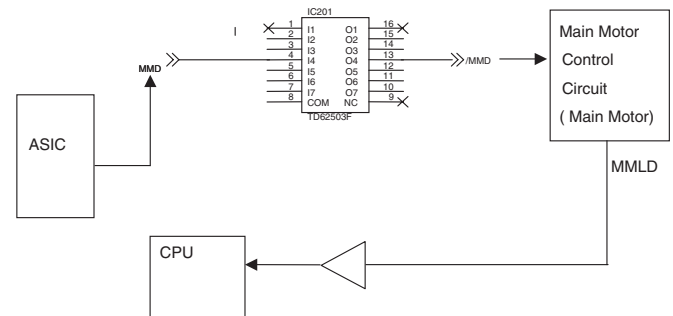 IC201
I
1 I1 O1 16
2 I2 O2 15
3 I3 O3 14
4 I4 O4 13
5 I5 O5 12
6 I6 O6 11
7 I7 O7 10
8 COM NC 9
TD62503F
MMD
/MMD
Main Motor
Control
Circuit
( Main Motor)
ASIC
MMLD
CPU